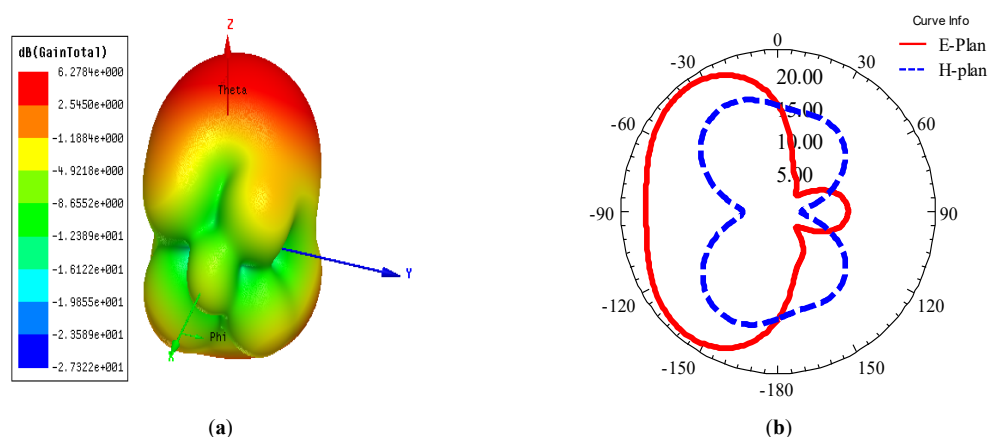 dB(GainTotal)
6.2784e+000
2.5450e+000
-1.1884e+000
-4.9218e+000
-8.6552e+000
-1.2389e+001
-1.6122e+001
-1.9855e+001
-2.3589e+001
-2.7322e+001
Z
Theta
Y
Phi
X
(a)
Curve Info
E-Plan
H-plan
0
30
60
90
120
150
-180
-150
-120
-90
-60
-30
20.00
15.00
10.00
5.00
(b)